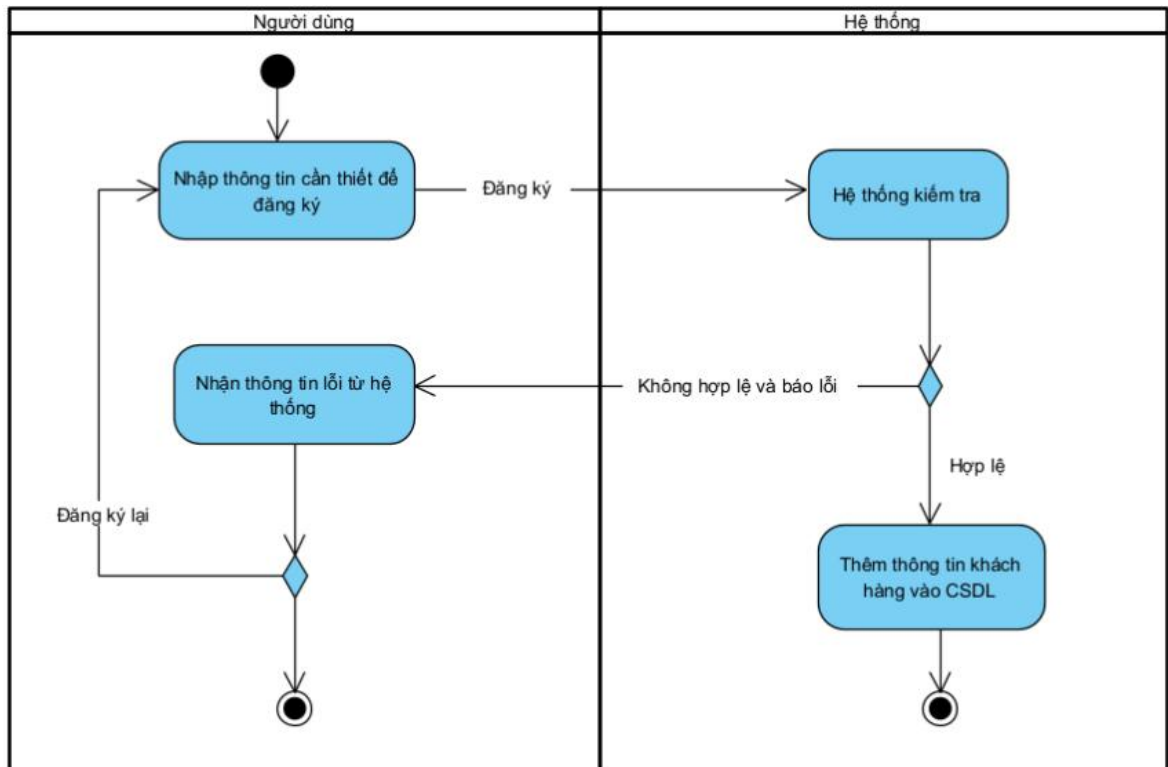 Người dùng
Hệ thống
Nhập thông tin cần thiết để
đăng ký
Đăng ký
Hệ thống kiểm tra
Nhận thông tin lỗi từ hệ
thống
Không hợp lệ và báo lỗi
Hợp lệ
Đăng ký lại
Thêm thông tin khách
hàng vào CSDL